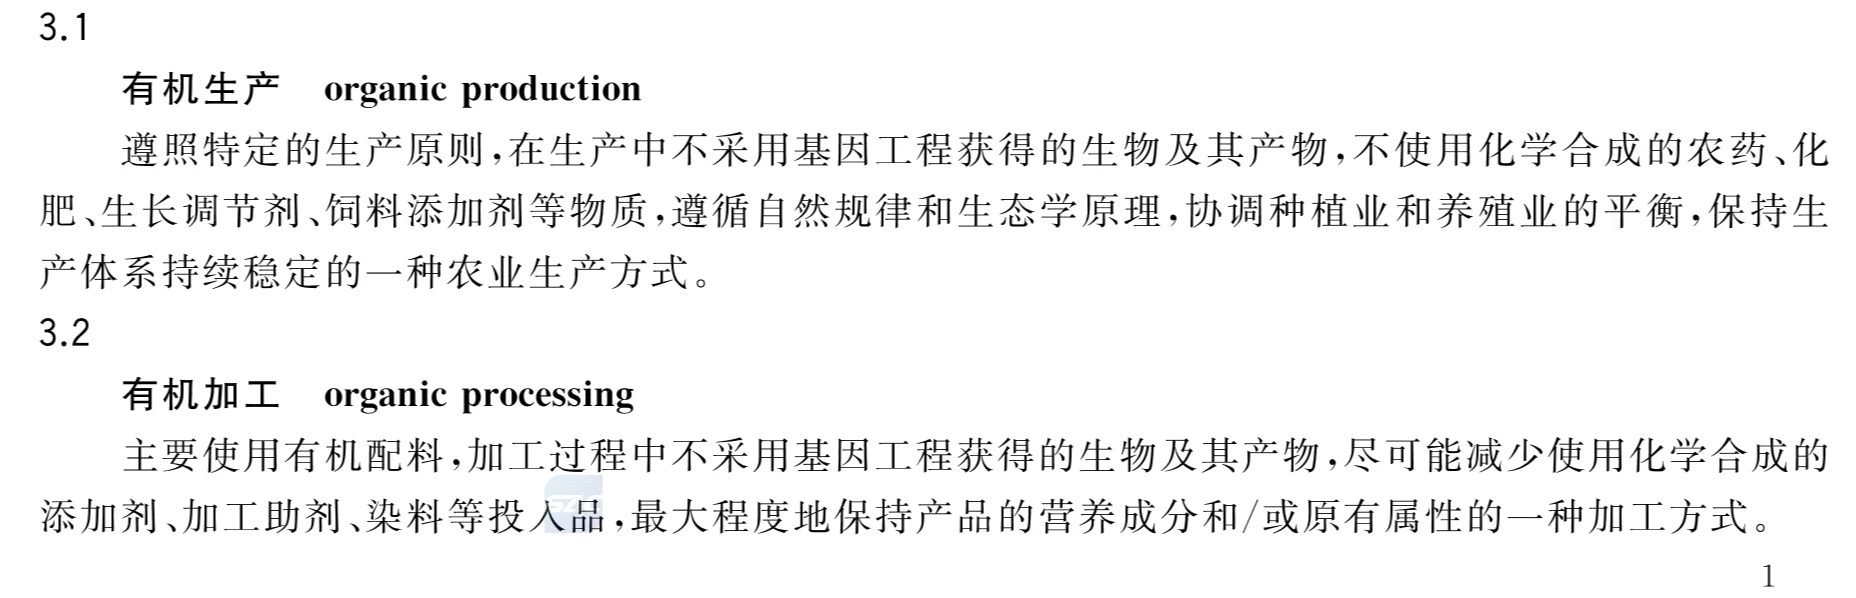 3.1
有机生产 organic production
遵照特定的生产原则,在生产中不采用基因工程获得的生物及其产物,不使用化学合成的农药、化
肥、生长调节剂、饲料添加剂等物质,遵循自然规律和生态学原理,协调种植业和养殖业的平衡,保持生
产体系持续稳定的一种农业生产方式。
3.2
有机加工 organic processing
主要使用有机配料,加工过程中不采用基因工程获得的生物及其产物,尽可能减少使用化学合成的
添加剂、加工助剂、染料等投入品,最大程度地保持产品的营养成分和/或原有属性的一种加工方式。
1